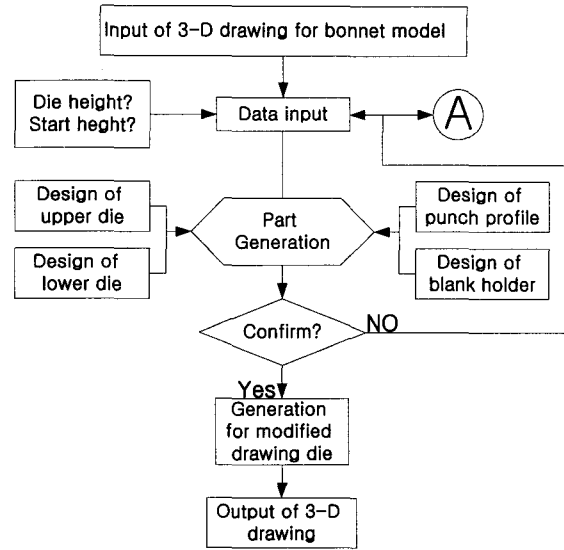 Input of 3-D drawing for bonnet model
Die height?
Start heght?
Data input
A
Design of
upper die
Part
Generation
Design of
punch profile
Design of
lower die
Design of
blank holder
Confirm?
NO
Yes
Generation
for modified
drawing die
Output of 3-D
drawing